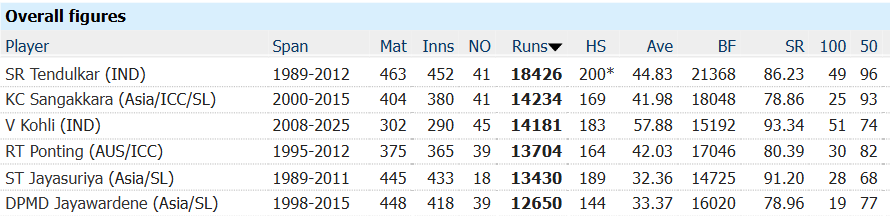 Overall figures
Player Span Mat Inns NO Runs HS Ave BF SR 100 50
SR Tendulkar (IND) 1989-2012 463 452 41 18426 200* 44.83 21368 86.23 49 96
KC Sangakkara (Asia/ICC/SL) 2000-2015 404 380 41 14234 169 41.98 18048 78.86 25 93
V Kohli (IND) 2008-2025 302 290 45 14181 183 57.88 15192 93.34 51 74
RT Ponting (AUS/ICC) 1995-2012 375 365 39 13704 164 42.03 17046 80.39 30 82
ST Jayasuriya (Asia/SL) 1989-2011 445 433 18 13430 189 32.36 14725 91.20 28 68
DPMD Jayawardene (Asia/SL) 1998-2015 448 418 39 12650 144 33.37 16020 78.96 19 77